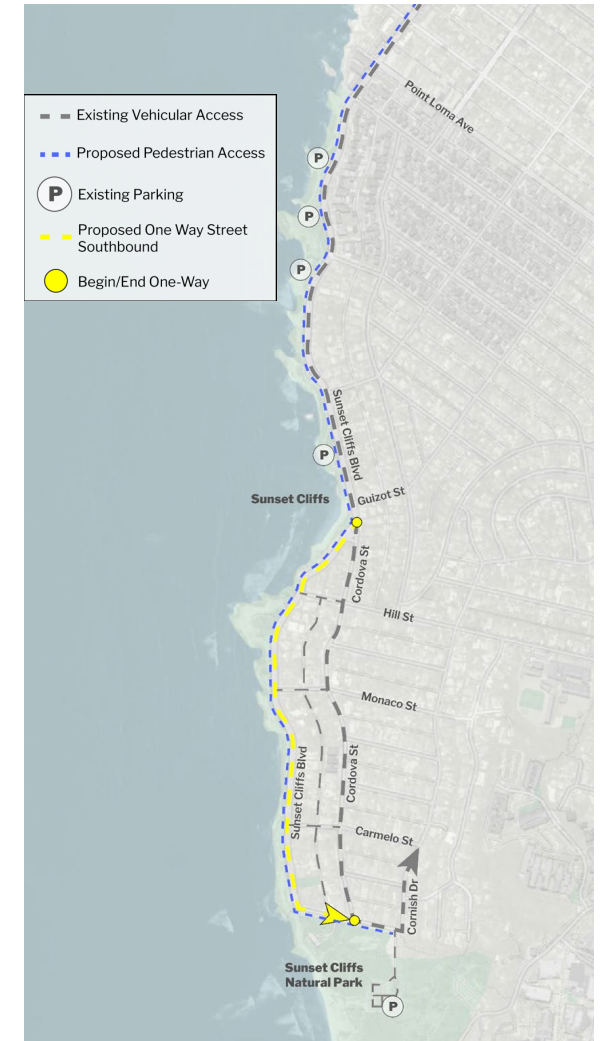 Point Loma Ave
Existing Vehicular Access
Proposed Pedestrian Access
P Existing Parking
Proposed One Way Street
Southbound
Begin/End One-Way
P
P
P
Sunset Cliffs Blvd
P
Sunset Cliffs
Guizot St
Cordova St
Hill St
Monaco St
Sunset Cliffs Blvd
Cordova St
Carmelo St
Cornish Dr
Sunset Cliffs
Natural Park
P